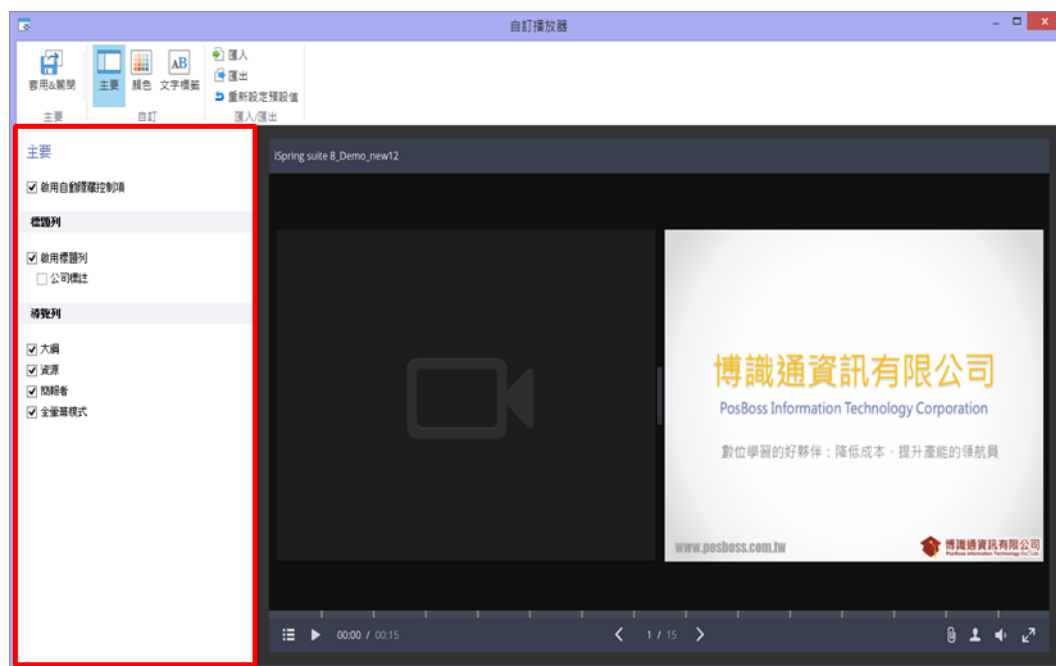 自訂播放器
套用&關閉
主要 顏色 文字標籤
匯入
匯出
重新設定預設值
主要 自訂 匯入/匯出
主要
啟用自動隱藏控制項
標題列
啟用標題列
公司標註
導覽列
大綱
資源
簡報者
全螢幕模式
iSpring suite 8_Demo_new12
博識通資訊有限公司
PosBoss Information Technology Corporation
數位學習的好夥伴：降低成本、提升產能的領航員
www.posboss.com.tw
博識通資訊有限公司
PosBoss Information Technology Co., Ltd
00:00 / 00:15
1 / 15